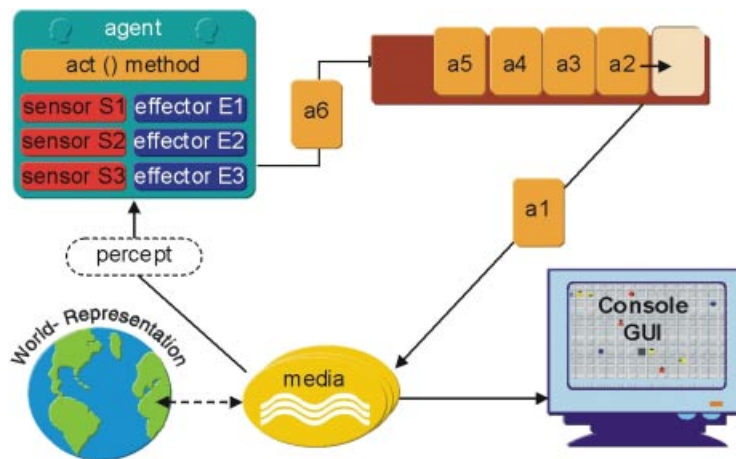 agent
act () method
sensor S1
effector E1
sensor S2
effector E2
sensor S3
effector E3
a6
a5
a4
a3
a2
a1
percept
World- Representation
media
Console
GUI